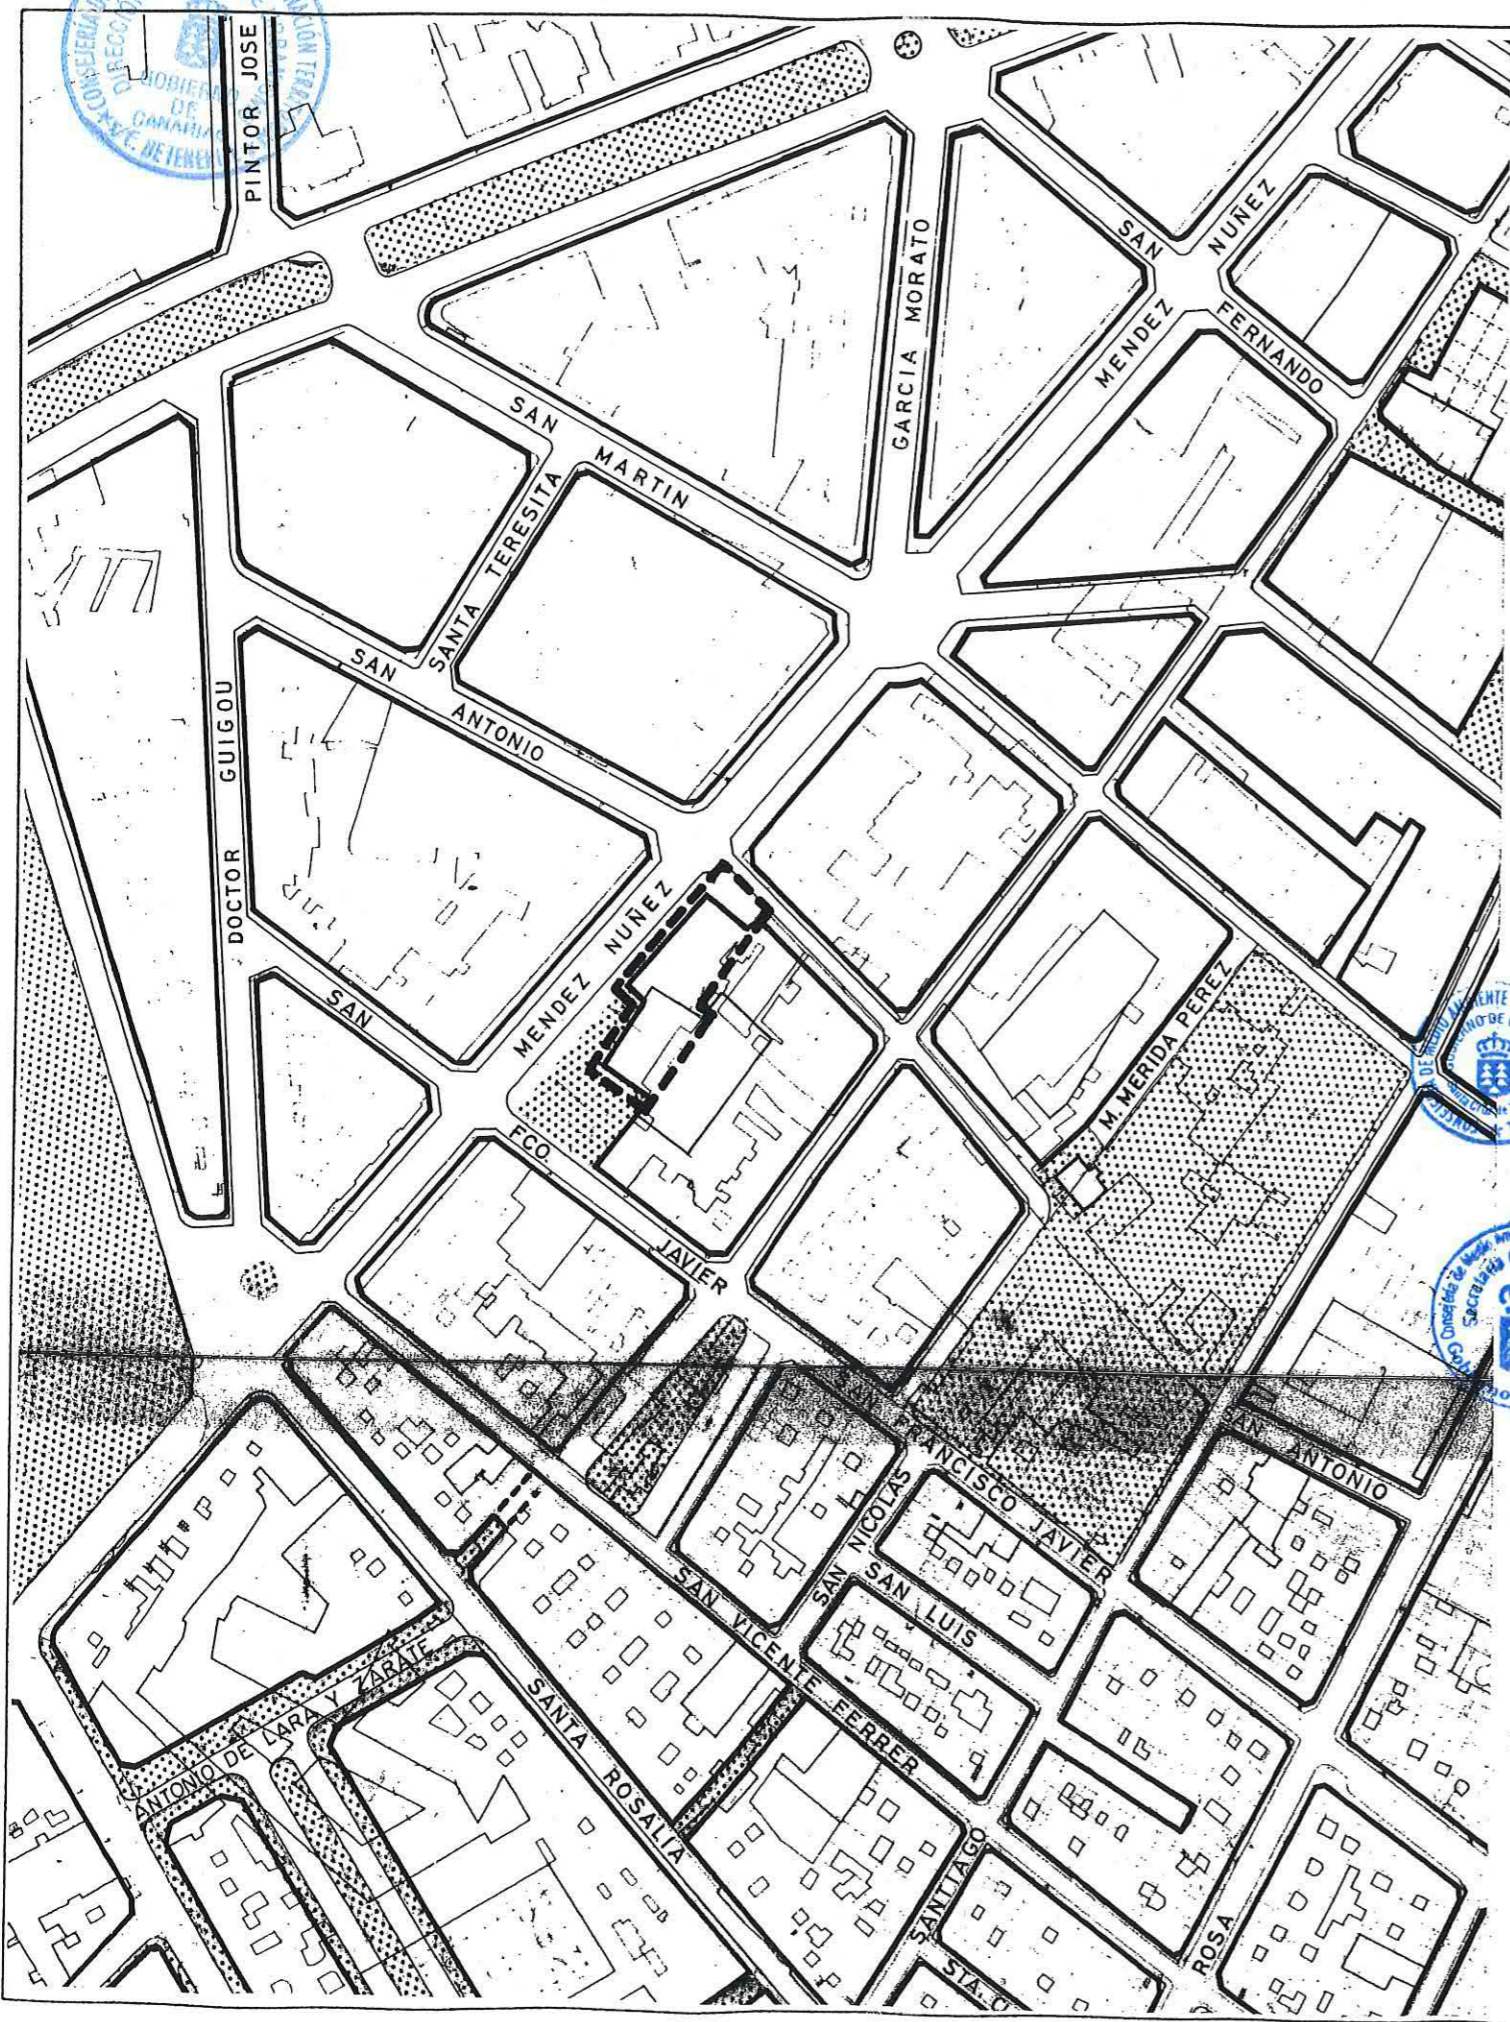 PINTOR JOSE
GOBIERNO
DE
CANARIAS
SAN
NUÑEZ
GARCIA MORATO
MENDEZ
FERNANDO
SAN
MARTIN
SANTA TERESITA
SAN
ANTONIO
DOCTOR GUIGOU
SAN
MENDEZ NUÑEZ
M. MERIDA PEREZ
FCO.
JAVIER
FRANCISCO JAVIER
SAN ANTONIO
SAN NICOLAS
SAN LUIS
SAN VICENTE FERRER
SANTA ROSALIA
ANTONIO DE LARA Y ZARATE
SANTIAGO
ROSA
STA.